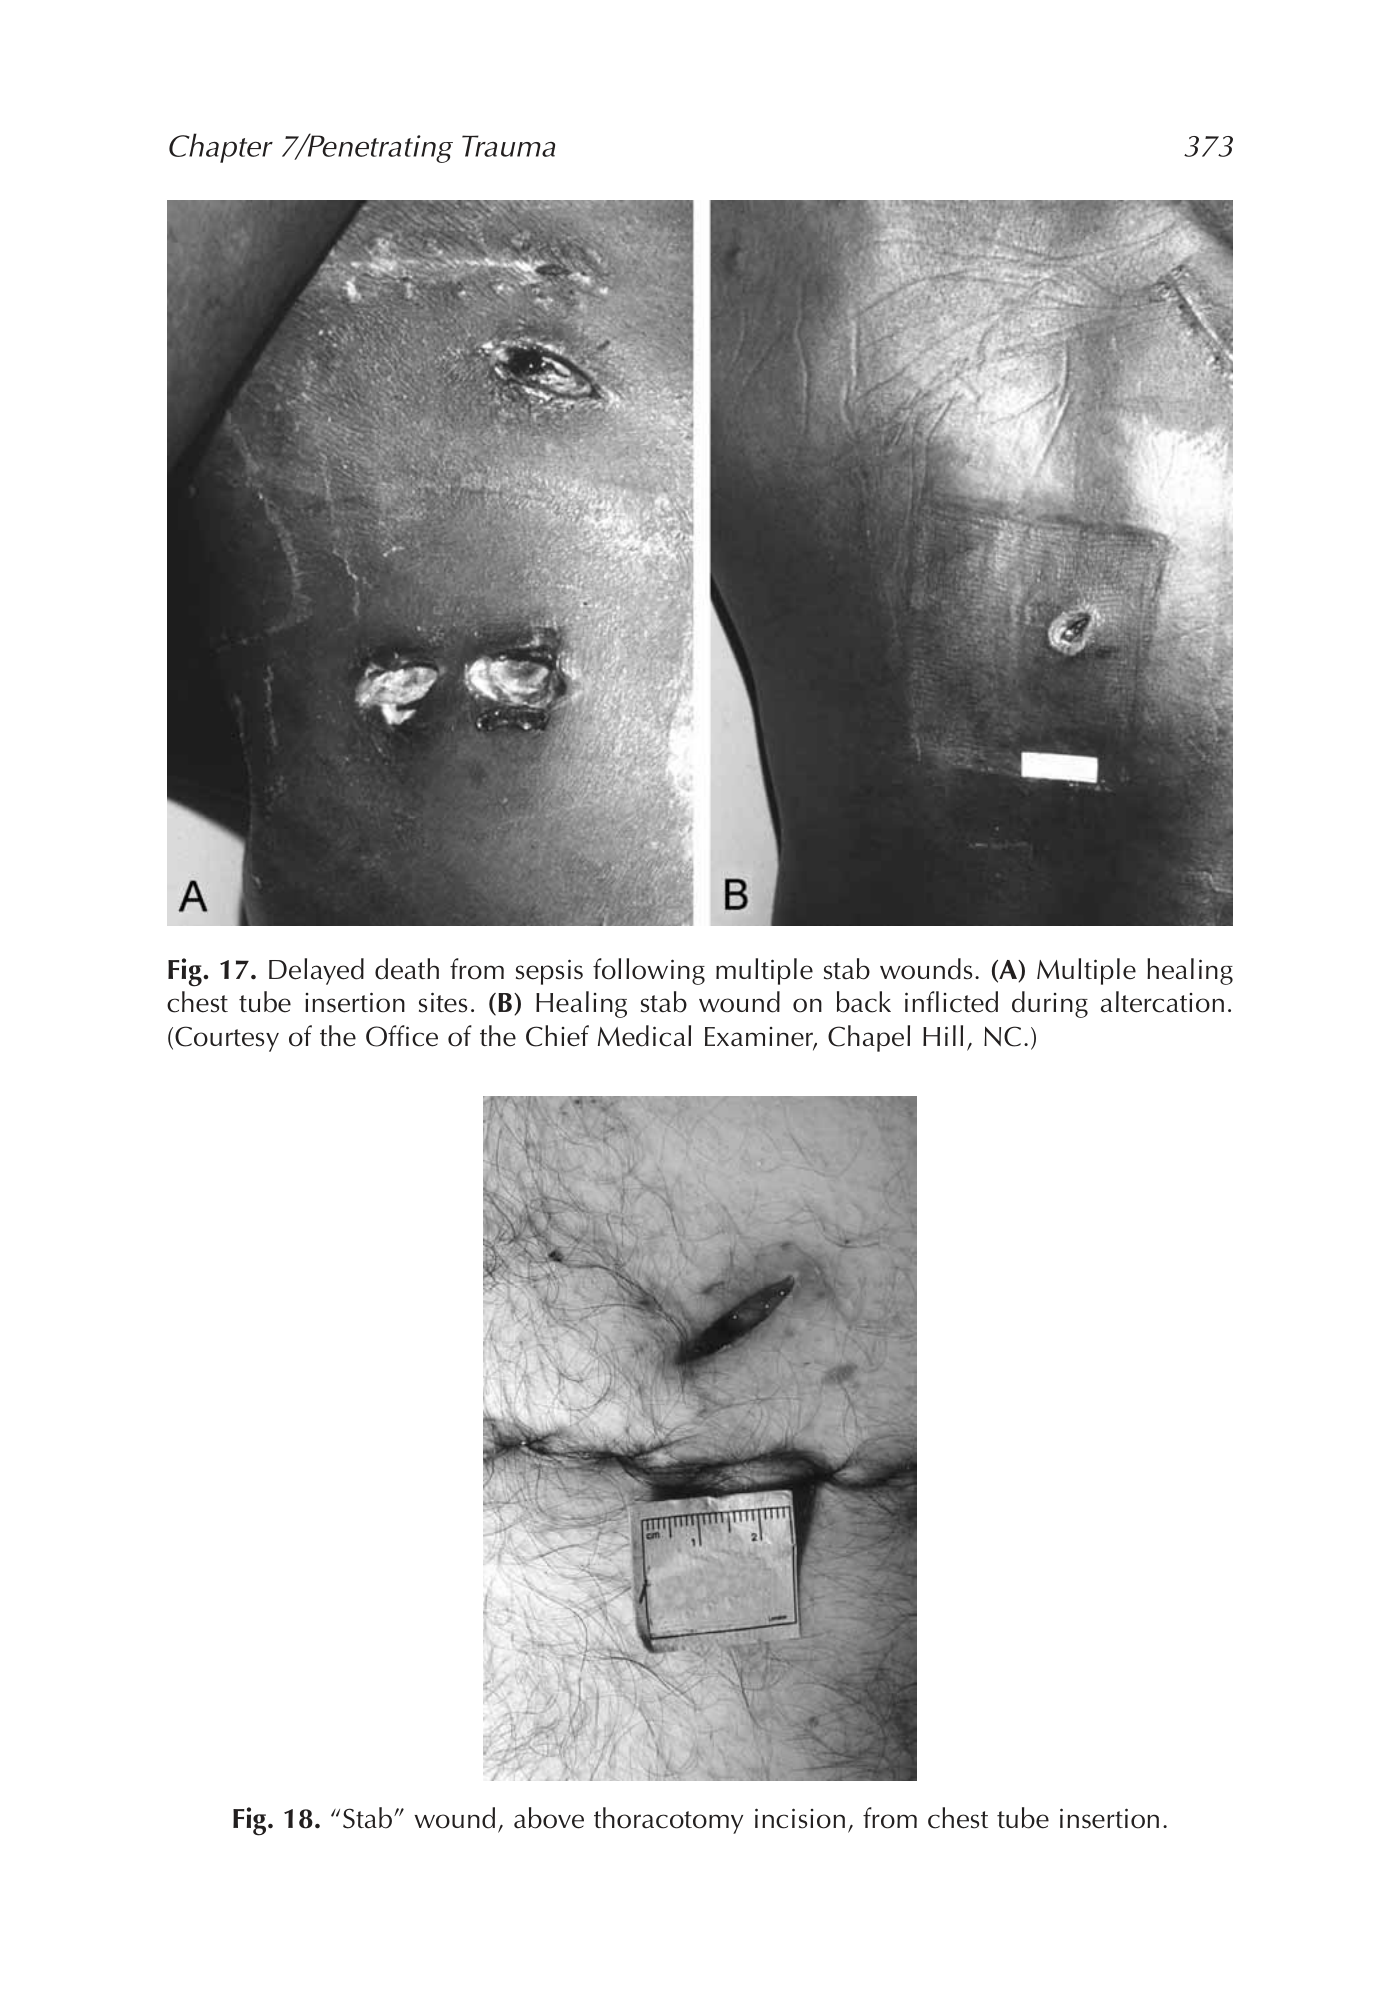 Chapter 7/Penetrating Trauma 373
A
B
Fig. 17. Delayed death from sepsis following multiple stab wounds. (A) Multiple healing
chest tube insertion sites. (B) Healing stab wound on back inflicted during altercation.
(Courtesy of the Office of the Chief Medical Examiner, Chapel Hill, NC.)
cm 1 2
Fig. 18. “Stab” wound, above thoracotomy incision, from chest tube insertion.